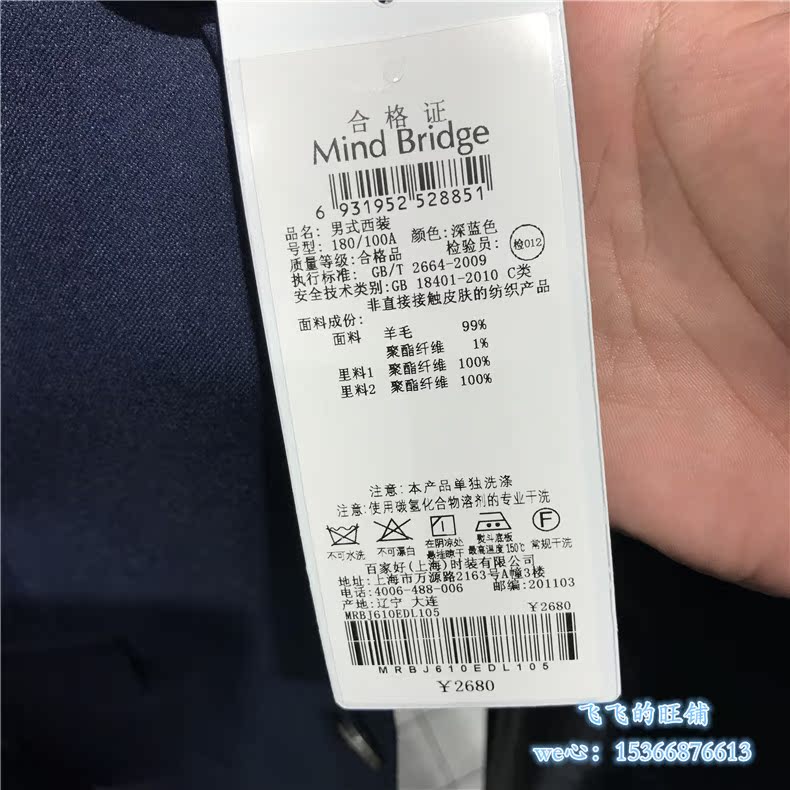 合格证
Mind Bridge
6 931952 528851
品名: 男式西装
号型: 180/100A 颜色: 深蓝色
质量等级: 合格品 检验员: 检012
执行标准: GB/T 2664-2009
安全技术类别:GB 18401-2010 C类
非直接接触皮肤的纺织产品
面料成份:
面料 羊毛 99%
聚酯纤维 1%
里料1 聚酯纤维 100%
里料2 聚酯纤维 100%
注意:本产品单独洗涤
注意:使用碳氢化合物溶剂的专业干洗
F
不可水洗 不可漂白 在阴凉处悬挂晾干 熨斗底板最高温度150℃ 常规干洗
百家好(上海)时装有限公司
地址:上海市万源路2163号A幢3楼
电话:4006-488-006 邮编:201103
产地:辽宁 大连
MRBJ610EDL105 ¥2680
MRBJ610EDL105
¥2680
飞飞的旺铺
we心：15366876613